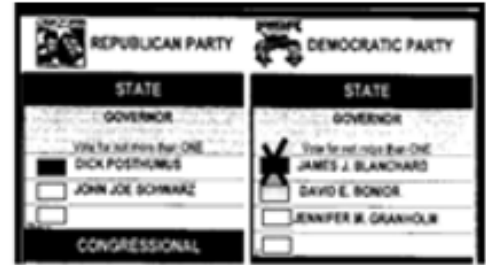 REPUBLICAN PARTY
STATE
GOVERNOR
Vote for not more than ONE
DICK POSTHUMUS
JOHN JOE SCHWARZ
CONGRESSIONAL
DEMOCRATIC PARTY
STATE
GOVERNOR
Vote for not more than ONE
JAMES J. BLANCHARD
DAVID E. BONIOR
JENNIFER M. GRANHOLM